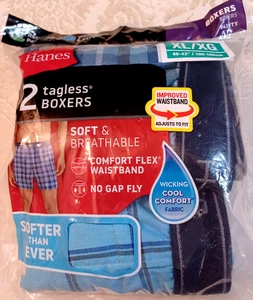 BOXERS
Hanes
XL/XG
2 tagless®
BOXERS
IMPROVED
WAISTBAND
ADJUSTS TO FIT
SOFT &
BREATHABLE
COMFORT FLEX®
WAISTBAND
NO GAP FLY
WICKING
COOL
COMFORT
FABRIC
SOFTER
THAN
EVER